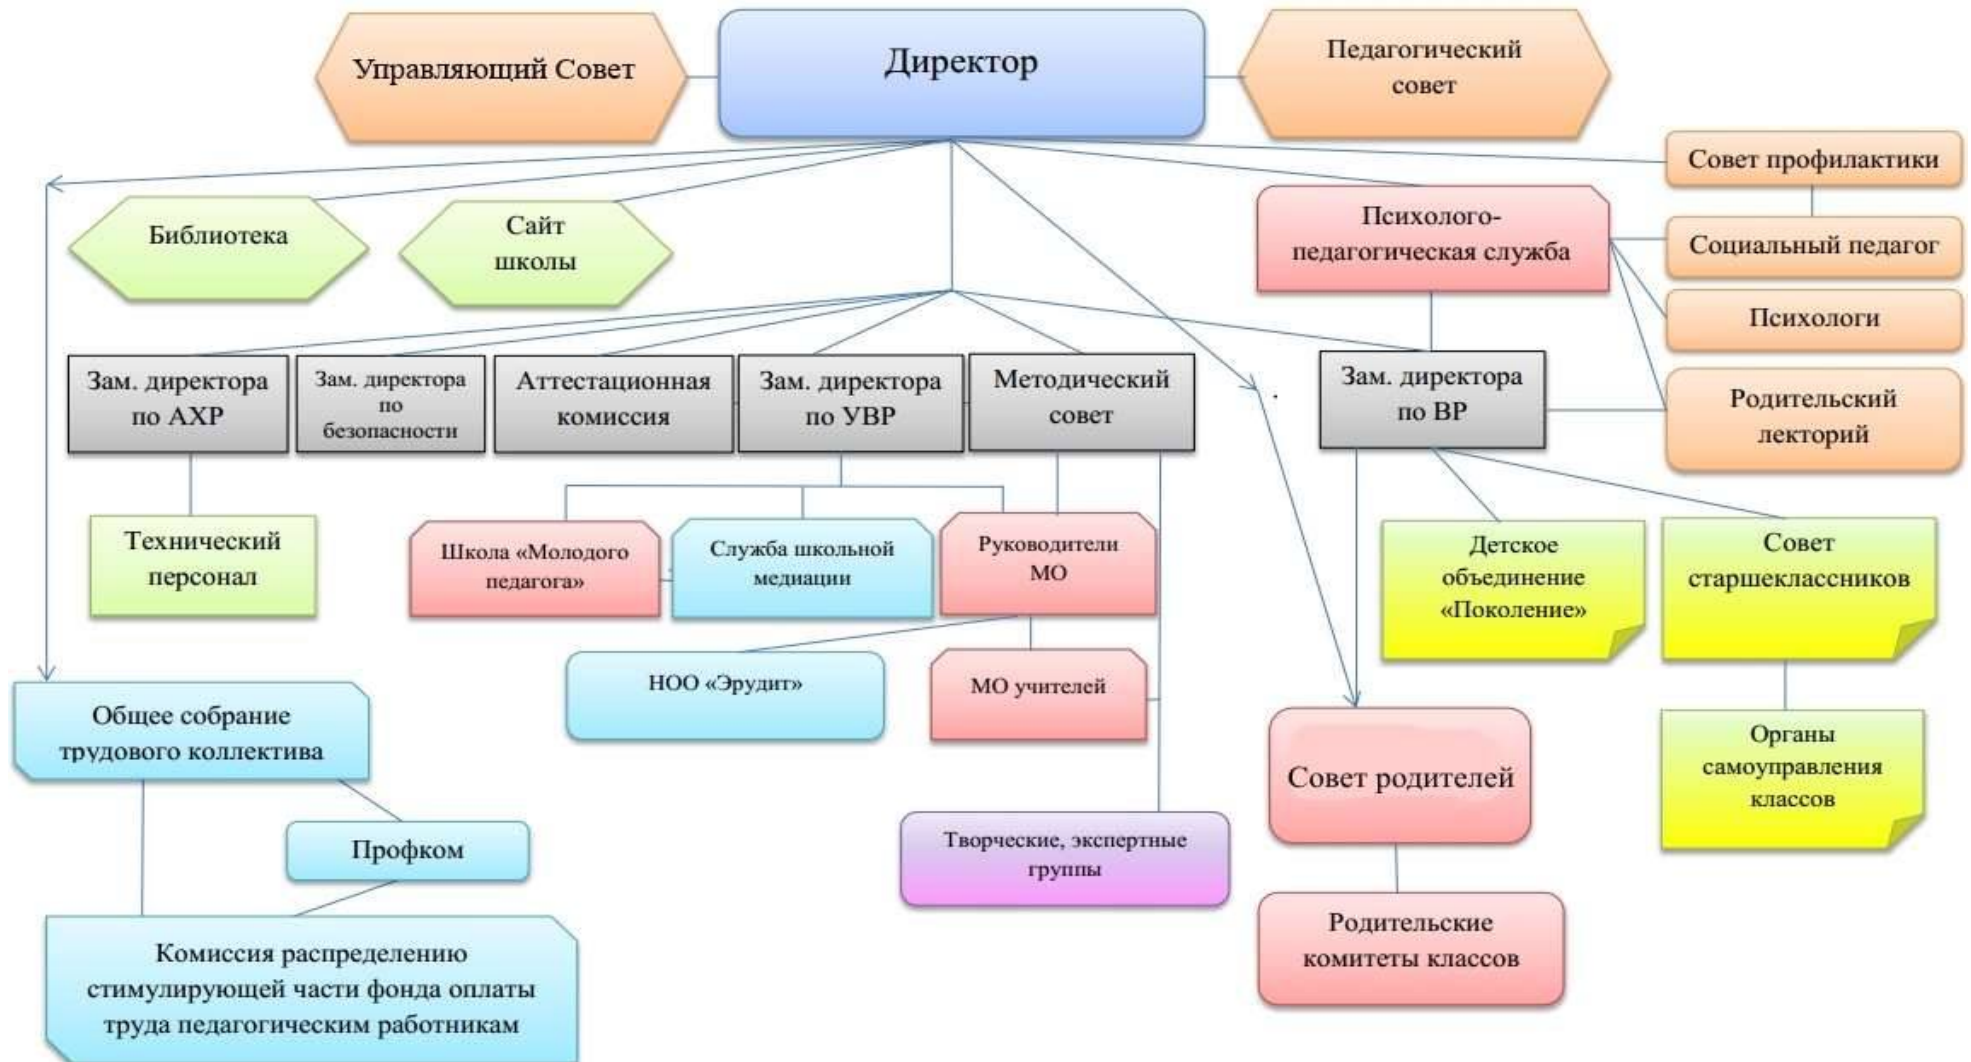 Управляющий Совет
Директор
Педагогический
совет
Совет профилактики
Библиотека
Сайт
школы
Психолого-
педагогическая служба
Социальный педагог
Психологи
Зам. директора
по АХР
Зам. директора
по
безопасности
Аттестационная
комиссия
Зам. директора
по УВР
Методический
совет
Зам. директора
по ВР
Родительский
лекторий
Технический
персонал
Школа «Молодого
педагога»
Служба школьной
медиации
Руководители
МО
Детское
объединение
«Поколение»
Совет
старшеклассников
НОО «Эрудит»
МО учителей
Общее собрание
трудового коллектива
Совет родителей
Органы
самоуправления
классов
Профком
Творческие, экспертные
группы
Родительские
комитеты классов
Комиссия распределению
стимулирующей части фонда оплаты
труда педагогическим работникам